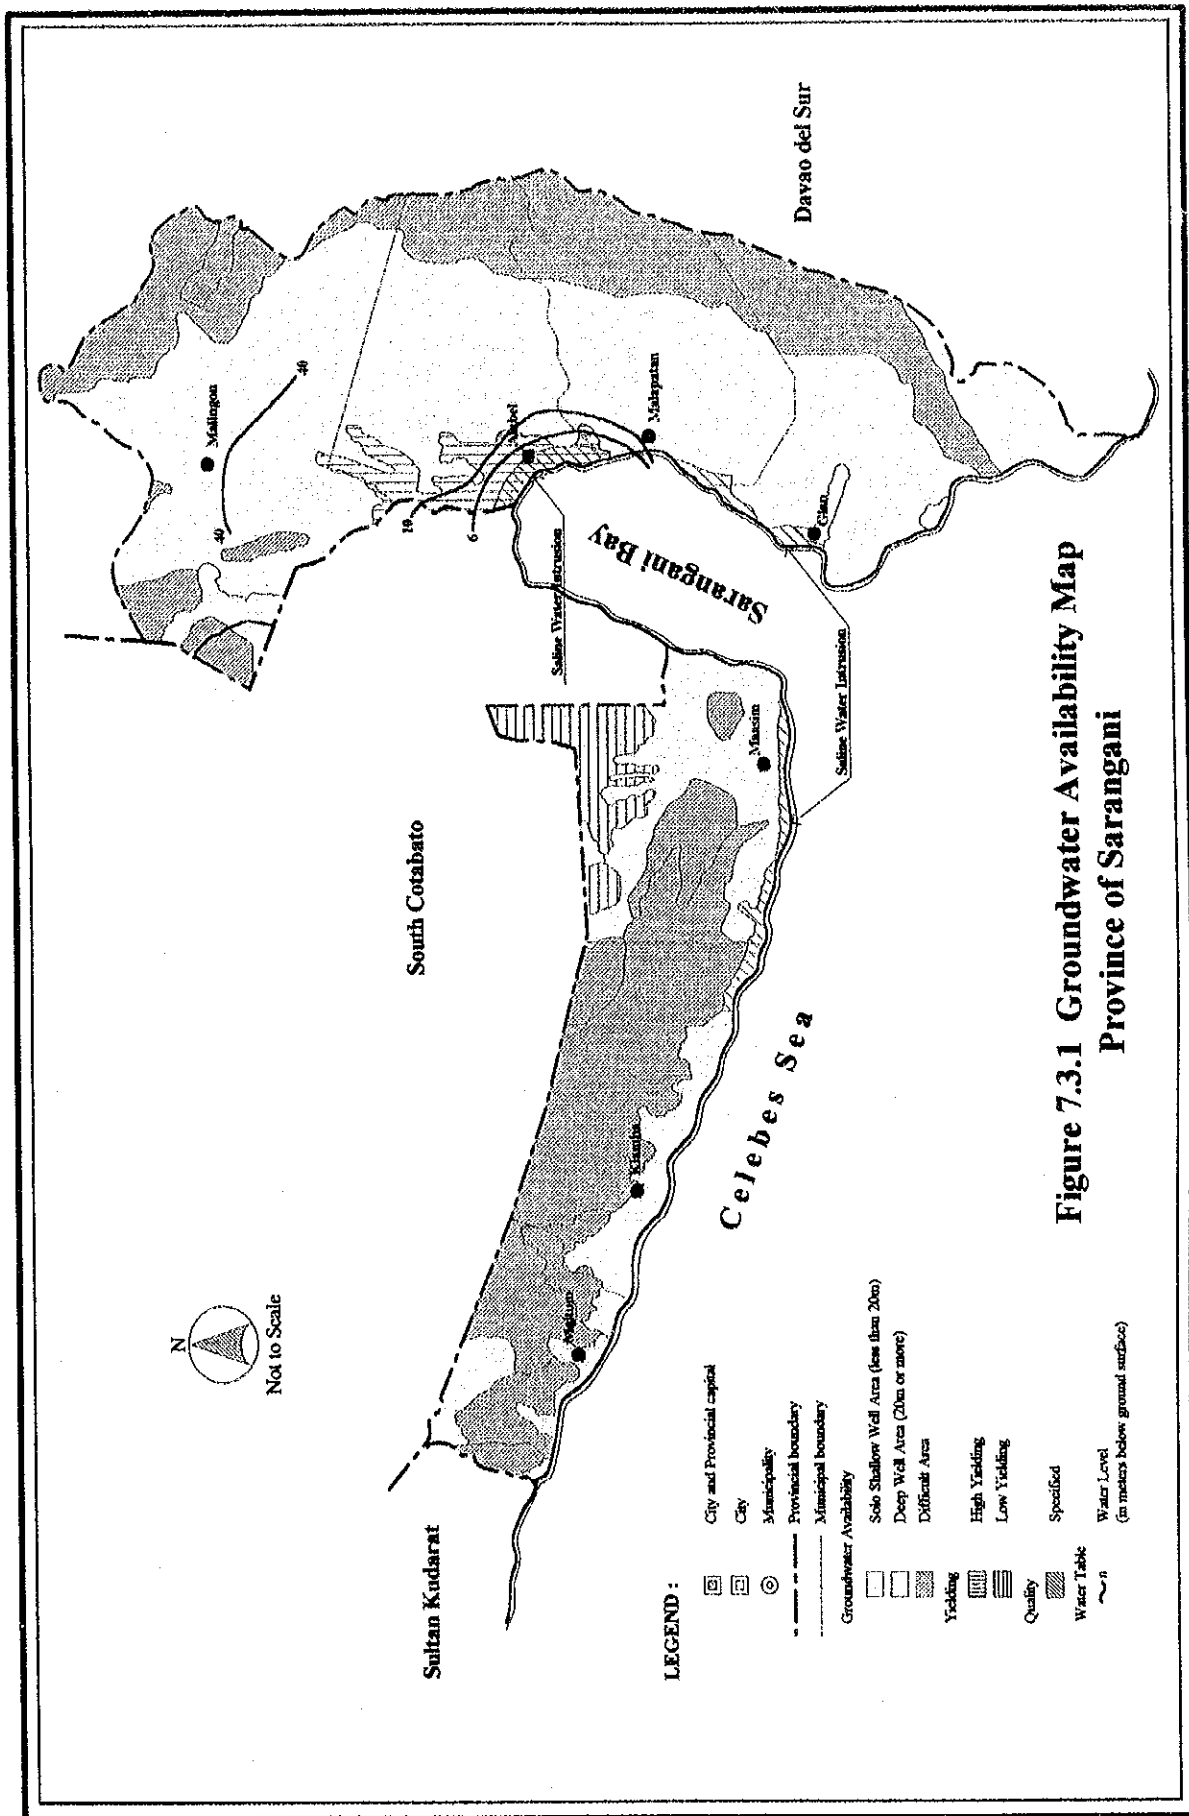 N
Not to Scale
Sultan Kudarat
South Cotabato
Davao del Sur
Malingon
40
40
10
6
Alabel
Malapatan
Glan
Sarangani Bay
Saline Water Intrusion
Saline Water Intrusion
Maasim
Kiamba
Maitum
Celebes Sea
LEGEND :
City and Provincial capital
City
Municipality
Provincial boundary
Municipal boundary
Groundwater Availability
Solo Shallow Well Area (less than 20m)
Deep Well Area (20m or more)
Difficult Area
Yielding
High Yielding
Low Yielding
Quality
Specified
Water Table
n
Water Level
(in meters below ground surface)
Figure 7.3.1 Groundwater Availability Map
Province of Sarangani